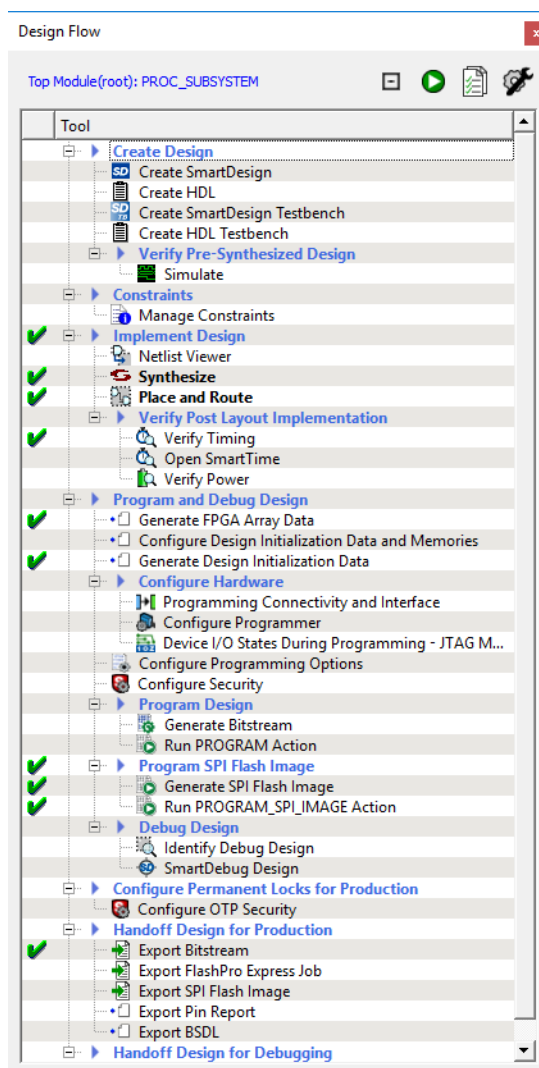 Design Flow
x
Top Module(root): PROC_SUBSYSTEM
Tool
Create Design
SD Create SmartDesign
Create HDL
SD TB Create SmartDesign Testbench
Create HDL Testbench
Verify Pre-Synthesized Design
Simulate
Constraints
Manage Constraints
Implement Design
Netlist Viewer
Synthesize
Place and Route
Verify Post Layout Implementation
Verify Timing
Open SmartTime
Verify Power
Program and Debug Design
Generate FPGA Array Data
Configure Design Initialization Data and Memories
Generate Design Initialization Data
Configure Hardware
Programming Connectivity and Interface
Configure Programmer
Device I/O States During Programming - JTAG M...
Configure Programming Options
Configure Security
Program Design
Generate Bitstream
Run PROGRAM Action
Program SPI Flash Image
Generate SPI Flash Image
Run PROGRAM_SPI_IMAGE Action
Debug Design
Identify Debug Design
SD SmartDebug Design
Configure Permanent Locks for Production
Configure OTP Security
Handoff Design for Production
Export Bitstream
Export FlashPro Express Job
Export SPI Flash Image
Export Pin Report
Export BSDL
Handoff Design for Debugging